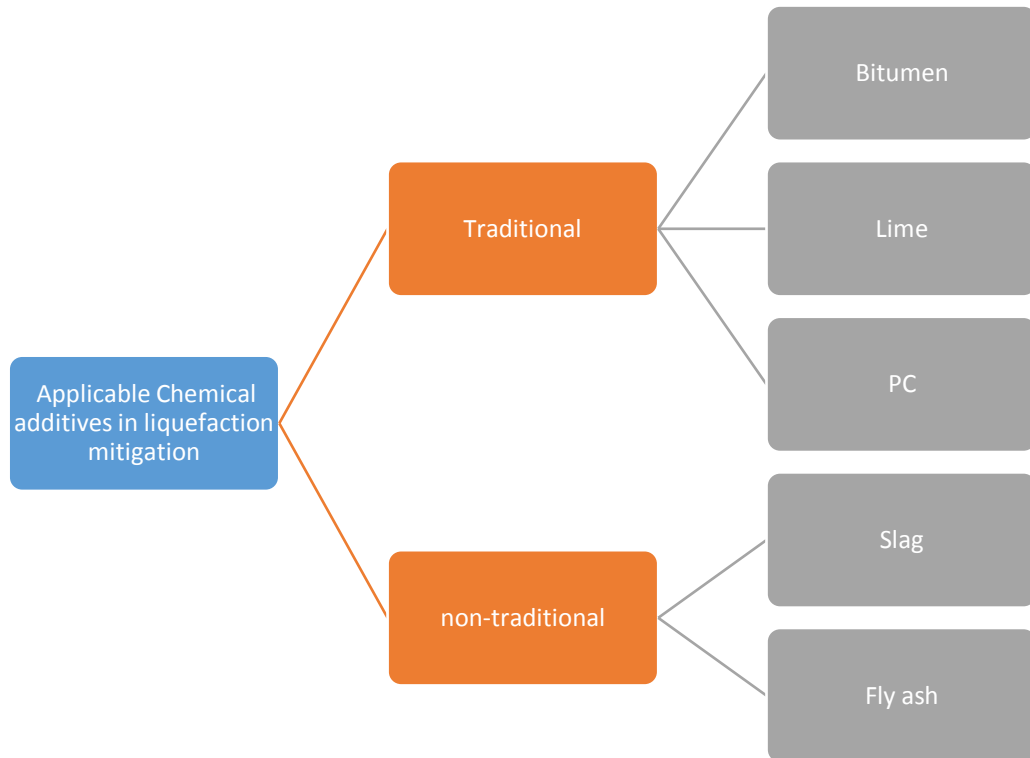 Applicable Chemical
additives in liquefaction
mitigation
Traditional
Bitumen
Lime
PC
non-traditional
Slag
Fly ash